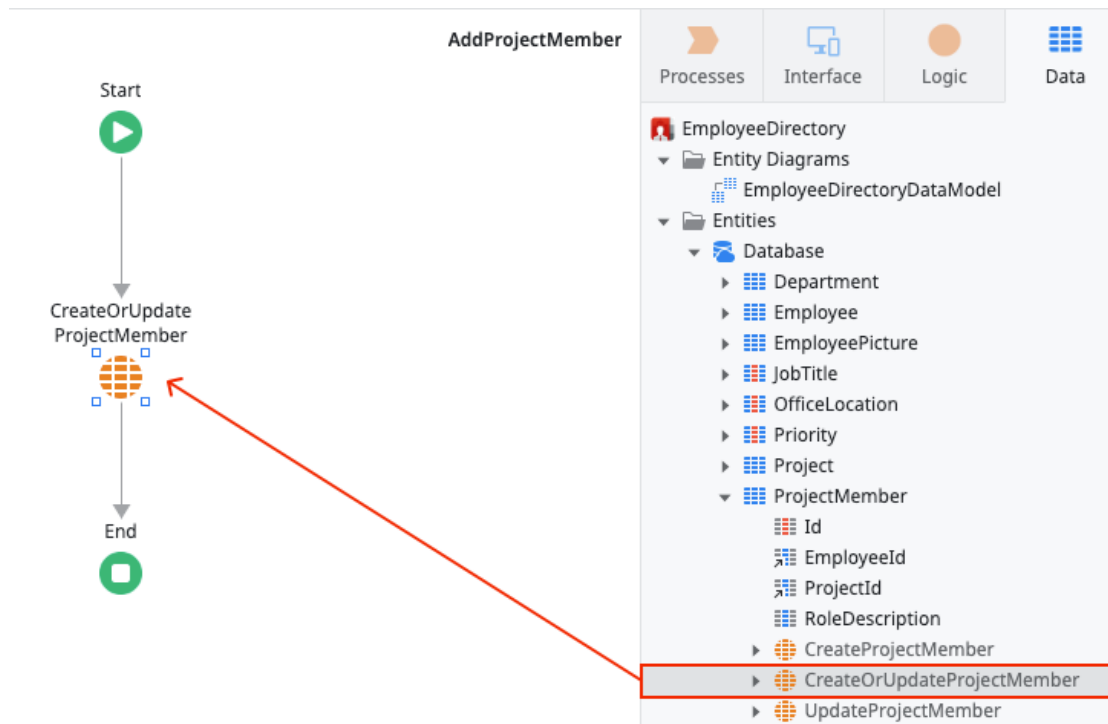 AddProjectMember
Start
CreateOrUpdate
ProjectMember
End
Processes
Interface
Logic
Data
EmployeeDirectory
Entity Diagrams
EmployeeDirectoryDataModel
Entities
Database
Department
Employee
EmployeePicture
JobTitle
OfficeLocation
Priority
Project
ProjectMember
Id
EmployeeId
ProjectId
RoleDescription
CreateProjectMember
CreateOrUpdateProjectMember
UpdateProjectMember